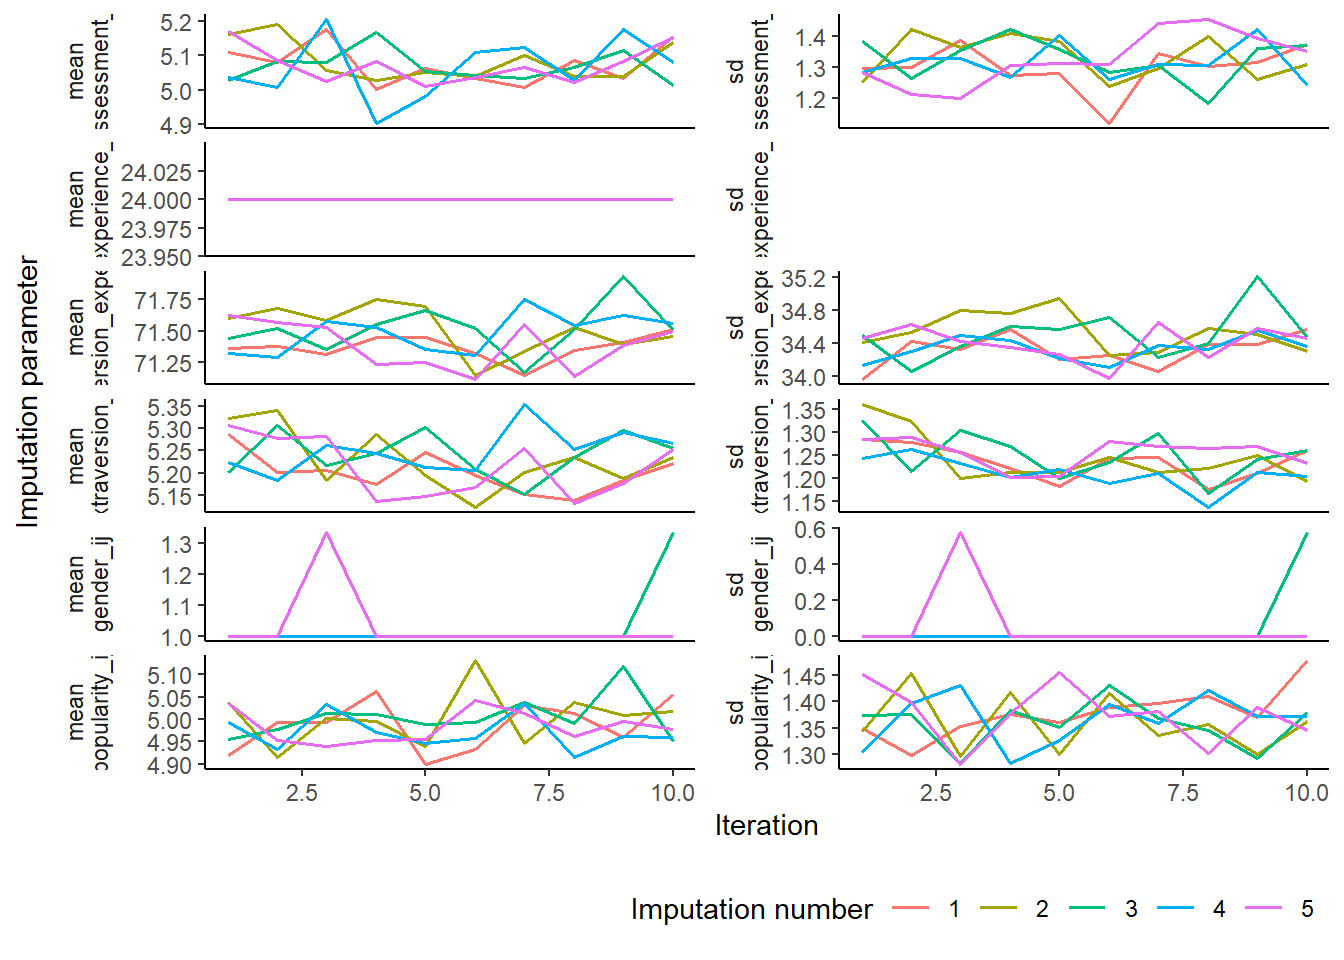 Imputation parameter
mean
ssessment_
5.2
5.1
5.0
4.9
sd
ssessment_
1.4
1.3
1.2
mean
experience_
24.025
24.000
23.975
23.950
sd
experience_
mean
ersion_expe
71.75
71.50
71.25
sd
ersion_expe
35.2
34.8
34.4
34.0
mean
xtraversion_
5.35
5.30
5.25
5.20
5.15
sd
xtraversion_
1.35
1.30
1.25
1.20
1.15
mean
gender_ij
1.3
1.2
1.1
1.0
sd
gender_ij
0.6
0.4
0.2
0.0
mean
popularity_i
5.10
5.05
5.00
4.95
4.90
sd
popularity_i
1.45
1.40
1.35
1.30
2.5 5.0 7.5 10.0
2.5 5.0 7.5 10.0
Iteration
Imputation number 1 2 3 4 5